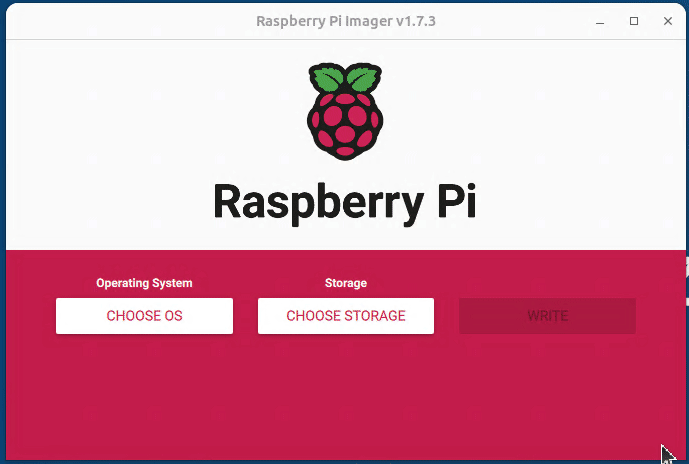 Raspberry Pi Imager v1.7.3
Raspberry Pi
Operating System
Storage
CHOOSE OS
CHOOSE STORAGE
WRITE